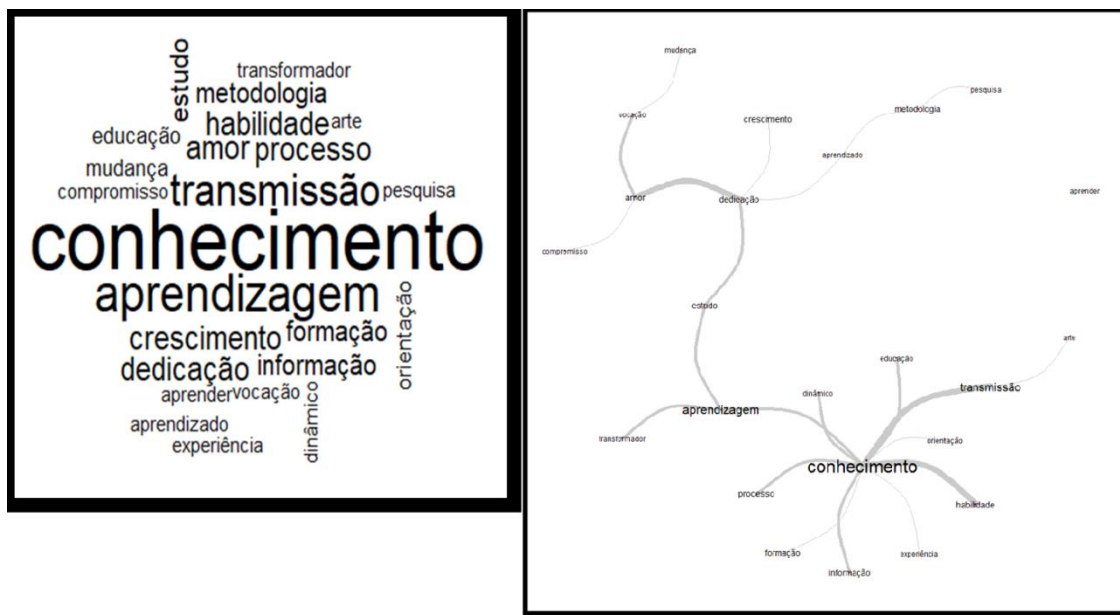 transformador
estudo
metodologia
habilidade arte
educação
amor processo
mudança
compromisso transmissão pesquisa
conhecimento
aprendizagem
orientação
crescimento formação
dedicação informação
aprender vocação
dinâmico
aprendizado
experiência
mudança
pesquisa
metodologia
vocação
crescimento
aprendizado
aprender
amor
dedicação
compromisso
estudo
arte
educação
transmissão
dinâmico
aprendizagem
transformador
orientação
conhecimento
processo
habilidade
formação
experiência
informação